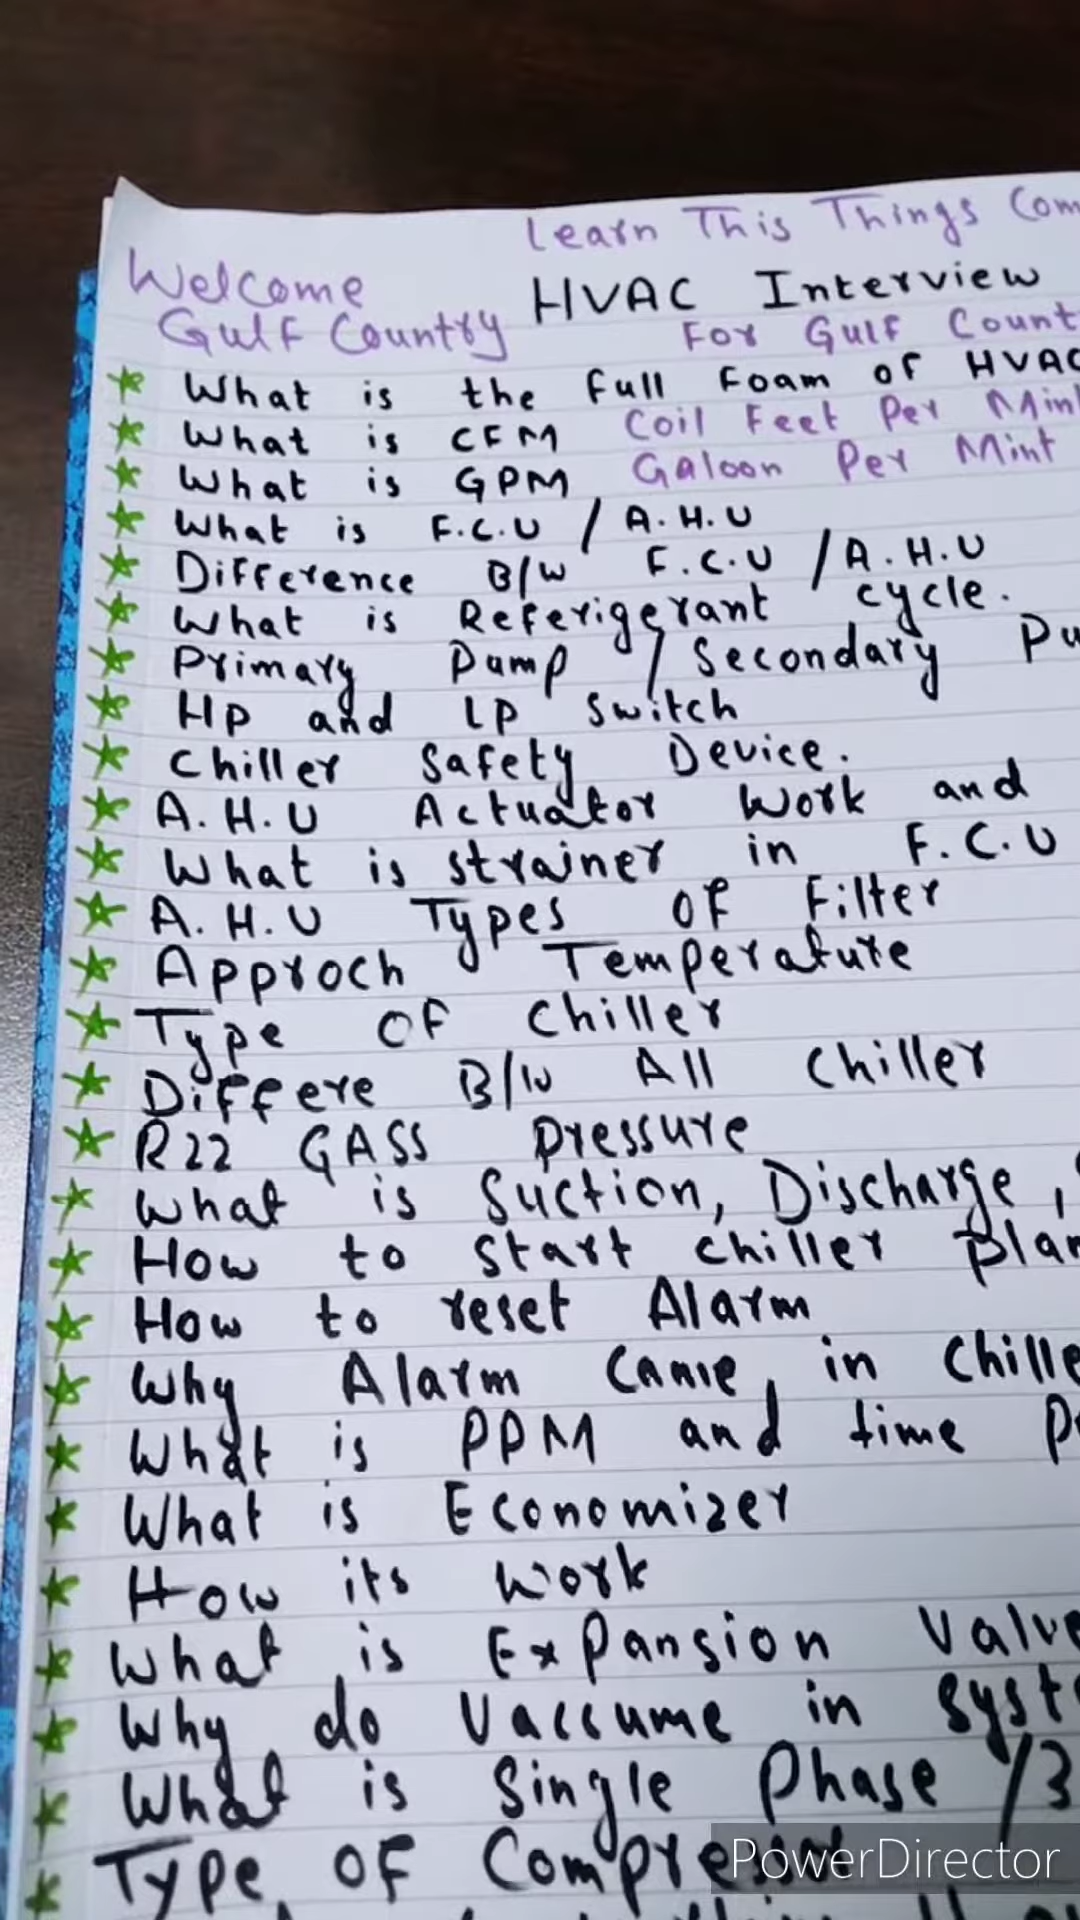 Learn This Things
Welcome HVAC Interview
Gulf Country For Gulf
What is the full Foam of HVAC
What is CFM Coil Feet Per Mint
What is GPM Galoon Per Mint
What is F.C.U / A.H.U
Difference B/W F.C.U / A.H.U
What is Referigerant cycle.
Primary Pump / Secondary
HP and LP Switch
Chiller Safety Device.
A.H.U Actuator Work and
What is strainer in F.C.U
A.H.U Types of Filter
Approch Temperature
Type OF chiller
Differe B/W All chiller
R22 GASS Pressure
What is Suction, Discharge,
How to start chiller
How to reset Alarm
Why Alarm Came in
What is PPM and time
What is Economizer
How its work
What is Expansion
Why do Vaccume in
What is Single Phase /3
Type OF Compressor
PowerDirector